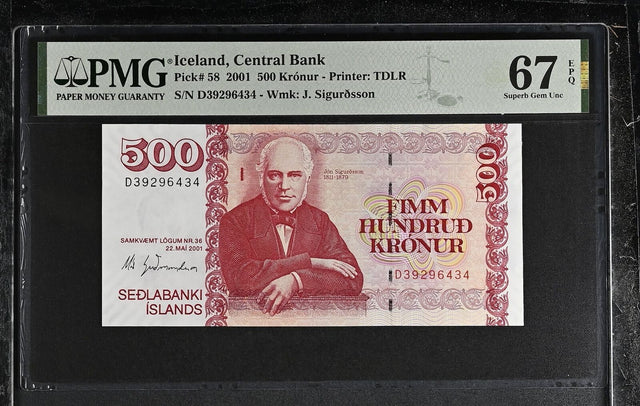 PMG® Iceland, Central Bank
Pick# 58 2001 500 Krónur - Printer: TDLR
PAPER MONEY GUARANTY S/N D39296434 - Wmk: J. Sigurðsson
67 EPQ
Superb Gem Unc
500
D39296434
Jón Sigurðsson
1811-1879
500
FIMM
HUNDRUÐ
KRÓNUR
SAMKVÆMT LÖGUM NR. 36
22. MAÍ 2001
D39296434
SEÐLABANKI
ÍSLANDS